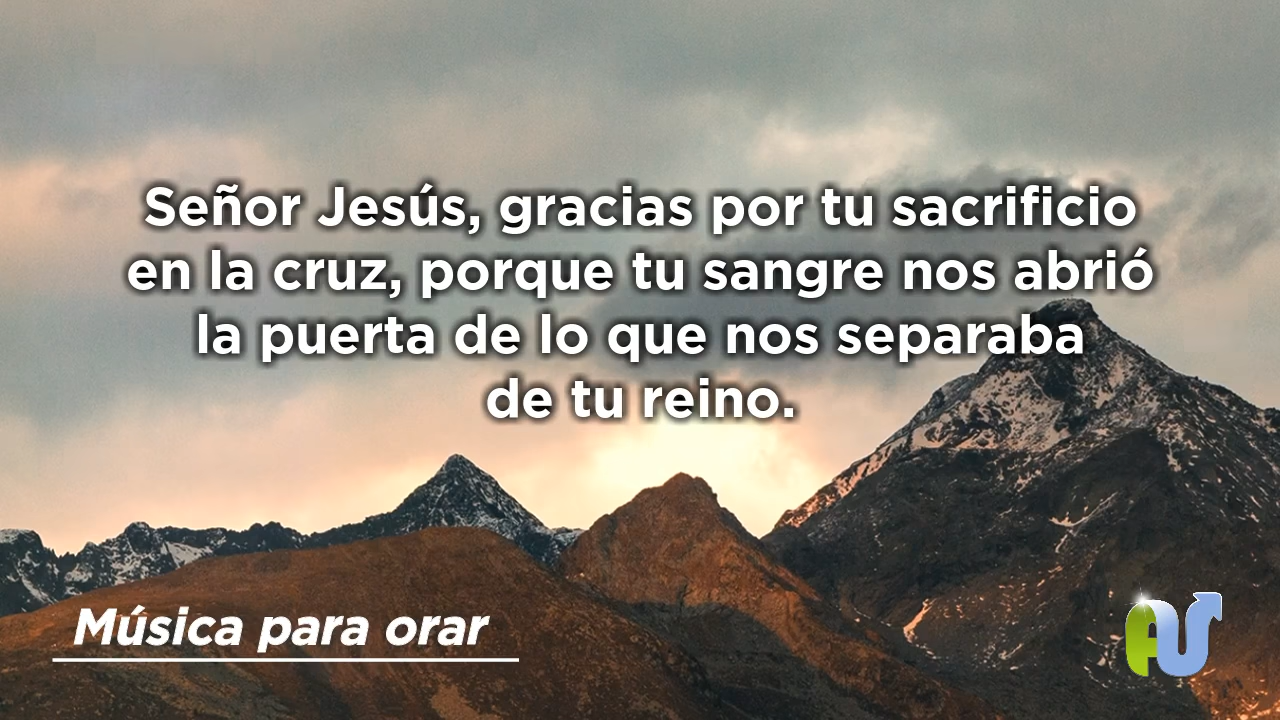 Señor Jesús, gracias por tu sacrificio
en la cruz, porque tu sangre nos abrió
la puerta de lo que nos separaba
de tu reino.
Música para orar
AU